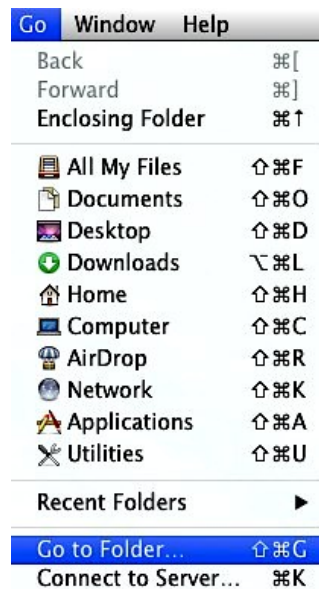 Go Window Help
Back ⌘[
Forward ⌘]
Enclosing Folder ⌘↑
All My Files ⇧⌘F
Documents ⇧⌘O
Desktop ⇧⌘D
Downloads ⌥⌘L
Home ⇧⌘H
Computer ⇧⌘C
AirDrop ⇧⌘R
Network ⇧⌘K
Applications ⇧⌘A
Utilities ⇧⌘U
Recent Folders ▶
Go to Folder... ⇧⌘G
Connect to Server... ⌘K